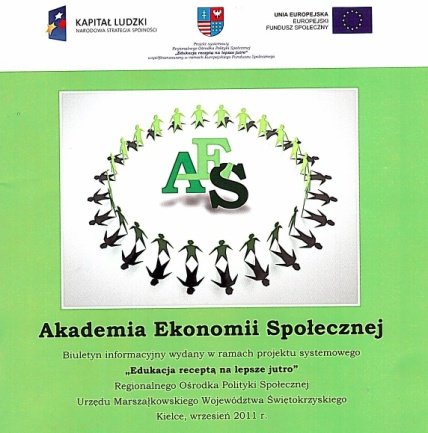 KAPITAŁ LUDZKI
NARODOWA STRATEGIA SPÓJNOŚCI
Projekt systemowy
Regionalnego Ośrodka Polityki Społecznej
„Edukacja receptą na lepsze jutro”
współfinansowany w ramach Europejskiego Funduszu Społecznego
UNIA EUROPEJSKA
EUROPEJSKI
FUNDUSZ SPOŁECZNY
AES
Akademia Ekonomii Społecznej
Biuletyn informacyjny wydany w ramach projektu systemowego
„Edukacja receptą na lepsze jutro”
Regionalnego Ośrodka Polityki Społecznej
Urzędu Marszałkowskiego Województwa Świętokrzyskiego
Kielce, wrzesień 2011 r.